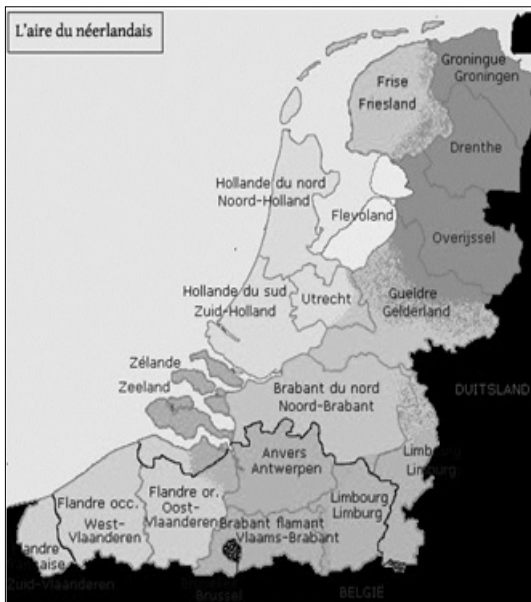 L'aire du néerlandais
Groningue
Groningen
Frise
Friesland
Drenthe
Hollande du nord
Noord-Holland
Flevoland
Overijssel
Hollande du sud
Zuid-Holland
Utrecht
Gueldre
Gelderland
Zélande
Zeeland
Brabant du nord
Noord-Brabant
DUITSLAND
Limbourg
Limburg
Anvers
Antwerpen
Flandre occ.
West-
Vlaanderen
Flandre or.
Oost-
Vlaanderen
Limbourg
Limburg
Brabant flamant
Vlaams-Brabant
Zuid-Vlaanderen
Brussel
BELGIË